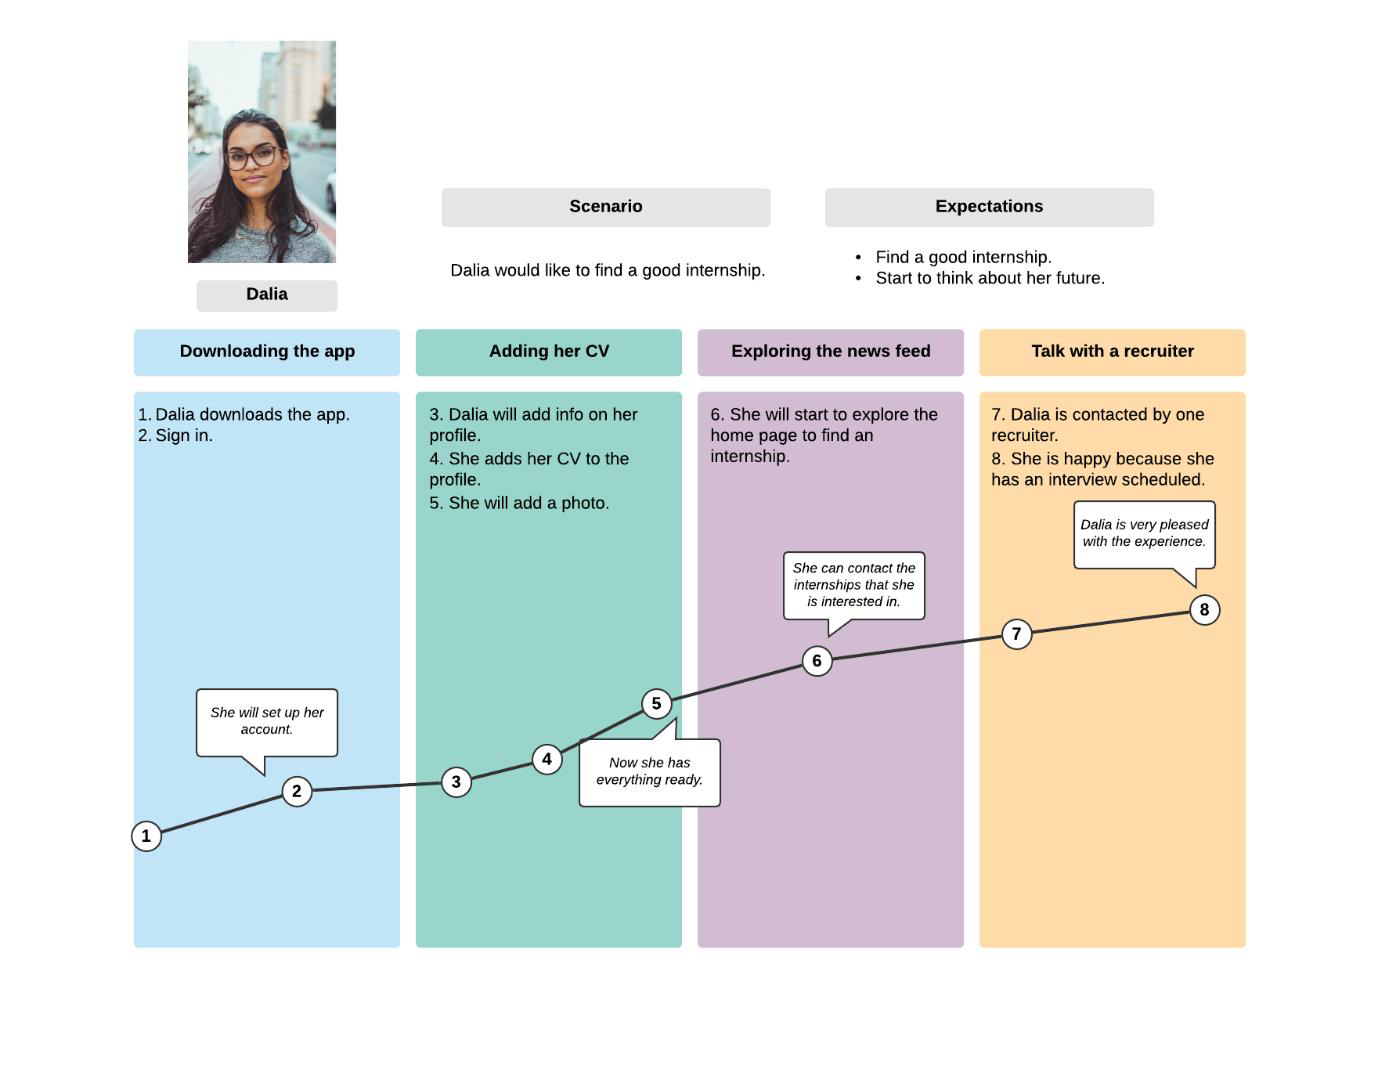 Scenario
Expectations
Dalia would like to find a good internship.
• Find a good internship.
• Start to think about her future.
Dalia
Downloading the app
Adding her CV
Exploring the news feed
Talk with a recruiter
1. Dalia downloads the app.
2. Sign in.
3. Dalia will add info on her
profile.
4. She adds her CV to the
profile.
5. She will add a photo.
6. She will start to explore the
home page to find an
internship.
7. Dalia is contacted by one
recruiter.
8. She is happy because she
has an interview scheduled.
Dalia is very pleased
with the experience.
She can contact the
internships that she
is interested in.
She will set up her
account.
Now she has
everything ready.
1
2
3
4
5
6
7
8